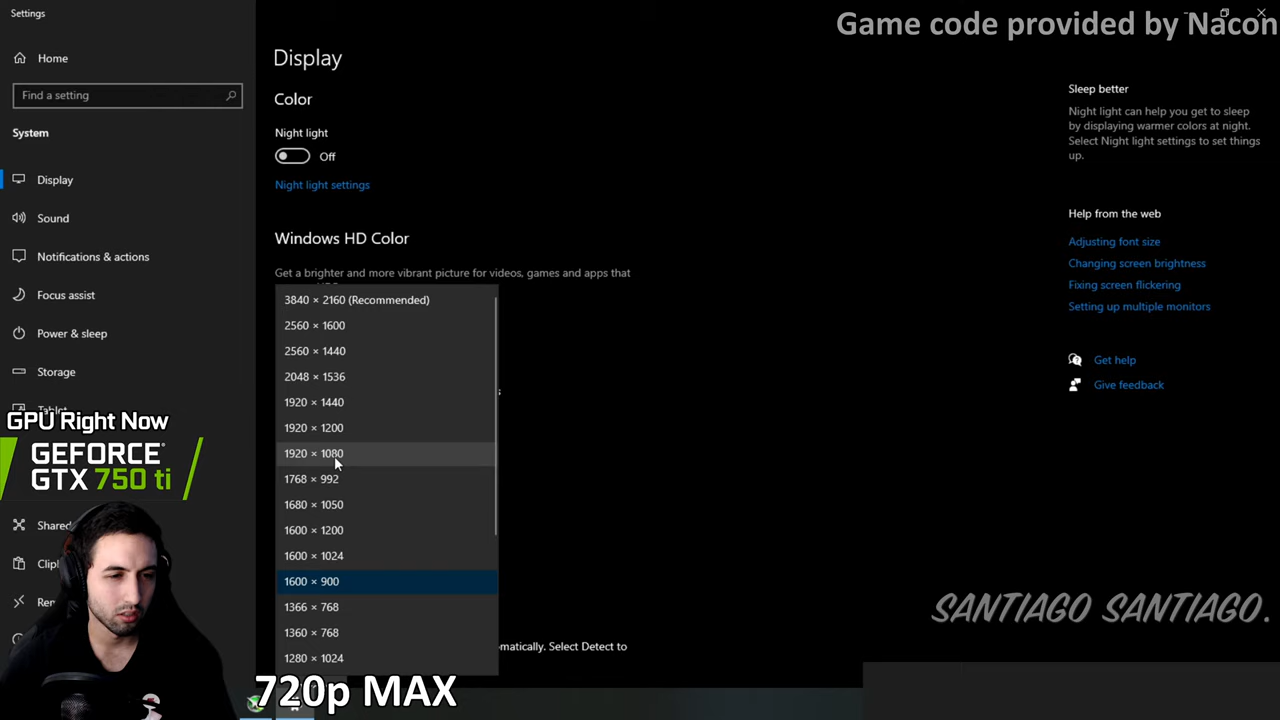 Settings
Game code provided by Nacon
Home
Find a setting
System
Display
Sound
Notifications & actions
Focus assist
Power & sleep
Storage
GPU Right Now
GEFORCE
GTX 750 ti
Shared
Display
Color
Night light
Off
Night light settings
Windows HD Color
Get a brighter and more vibrant picture for videos, games and apps that
3840 × 2160 (Recommended)
2560 × 1600
2560 × 1440
2048 × 1536
1920 × 1440
1920 × 1200
1920 × 1080
1768 × 992
1680 × 1050
1600 × 1200
1600 × 1024
1600 × 900
1366 × 768
1360 × 768
1280 × 1024
omatically. Select Detect to
720p MAX
Sleep better
Night light can help you get to sleep
by displaying warmer colors at night.
Select Night light settings to set things
up.
Help from the web
Adjusting font size
Changing screen brightness
Fixing screen flickering
Setting up multiple monitors
Get help
Give feedback
SANTIAGO SANTIAGO.